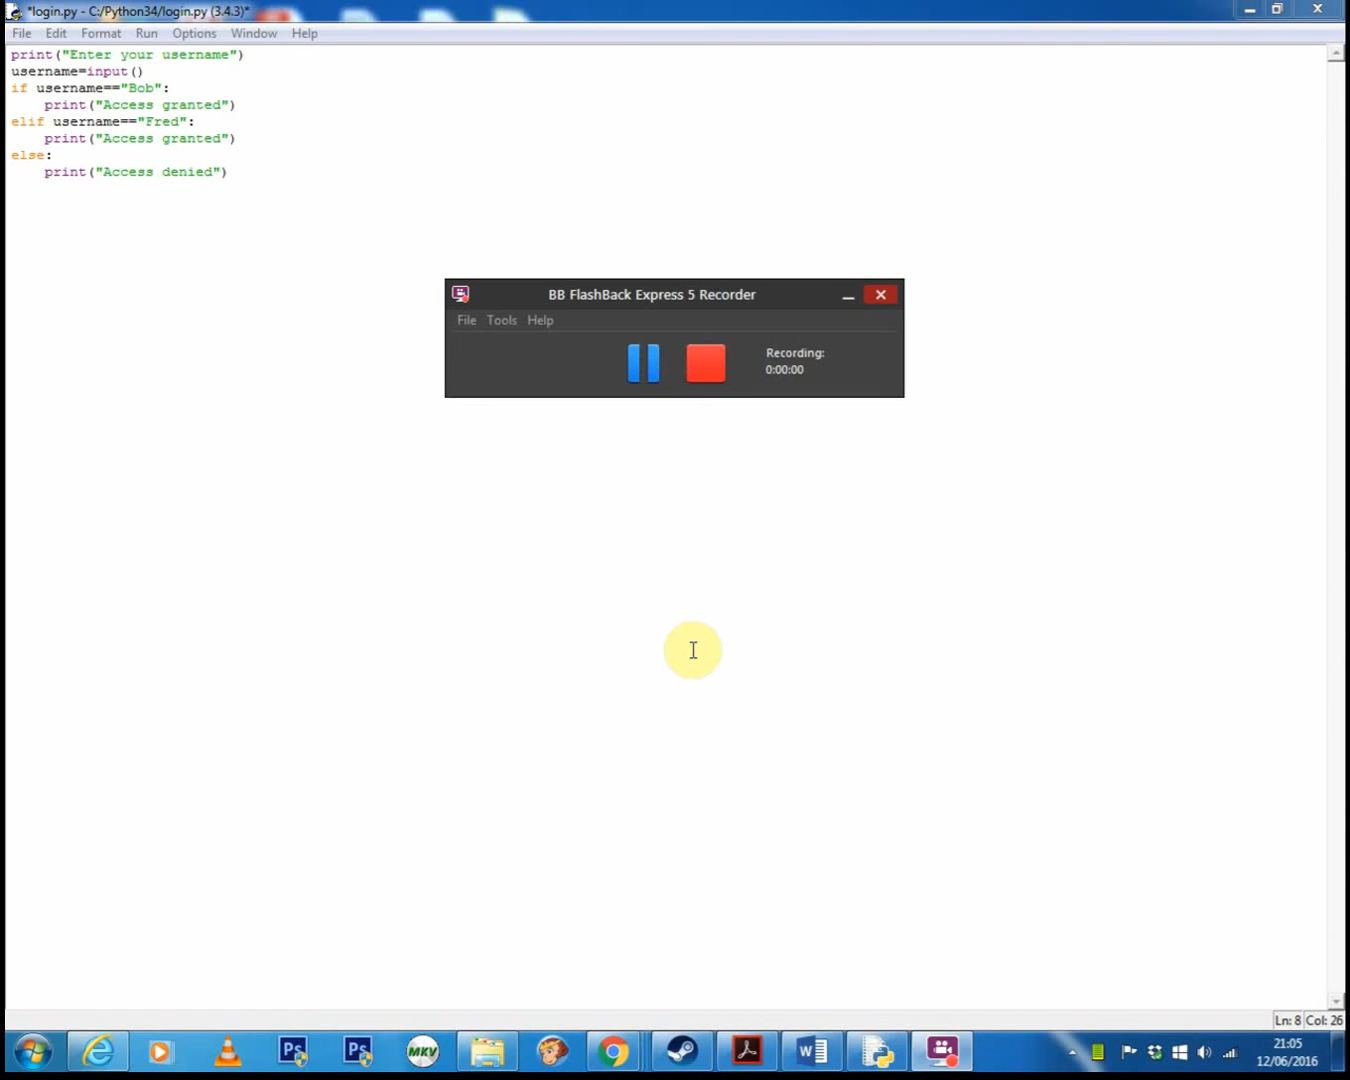 *login.py - C:/Python34/login.py (3.4.3)*
File Edit Format Run Options Window Help
print("Enter your username")
username=input()
if username=="Bob":
    print("Access granted")
elif username=="Fred":
    print("Access granted")
else:
    print("Access denied")
BB FlashBack Express 5 Recorder
File Tools Help
Recording:
0:00:00
Ln: 8 Col: 26
Ps
Ps
MKV
W
21:05
12/06/2016